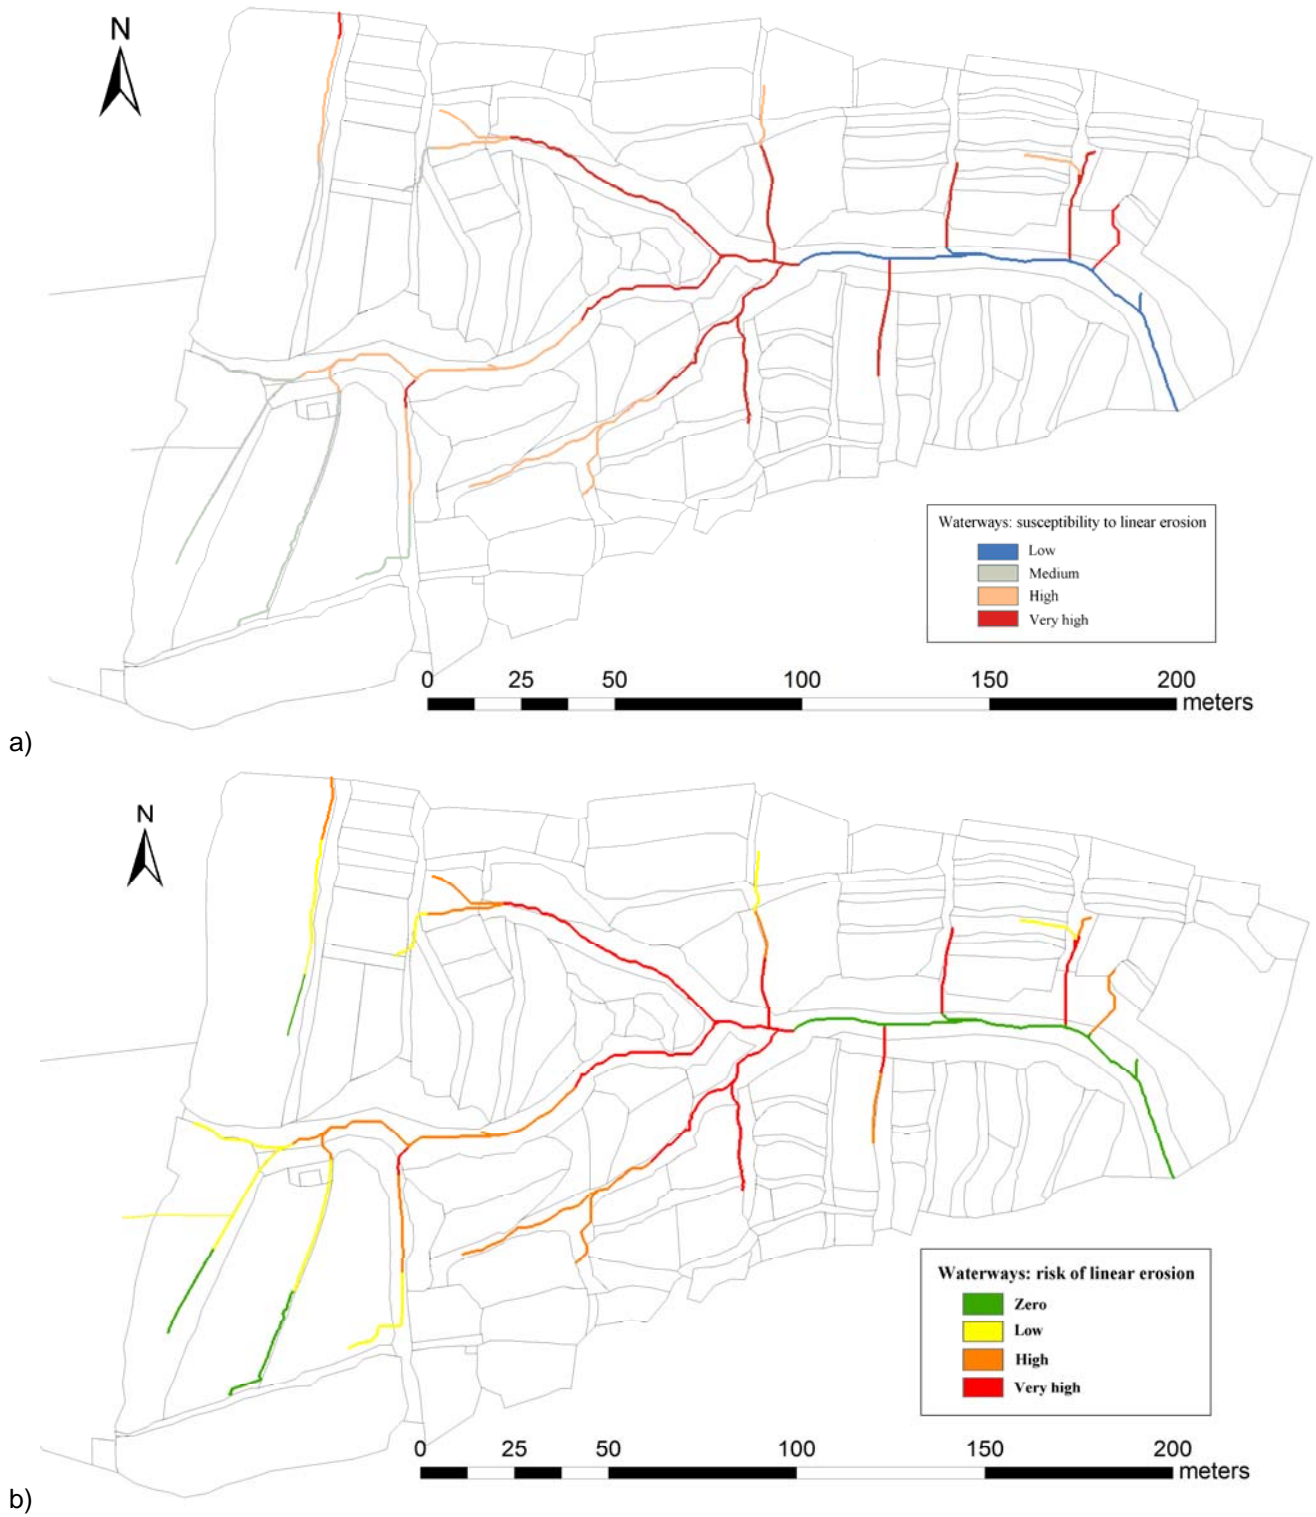 N
Waterways: susceptibility to linear erosion
Low
Medium
High
Very high
0 25 50 100 150 200
meters
a)
N
Waterways: risk of linear erosion
Zero
Low
High
Very high
0 25 50 100 150 200
meters
b)